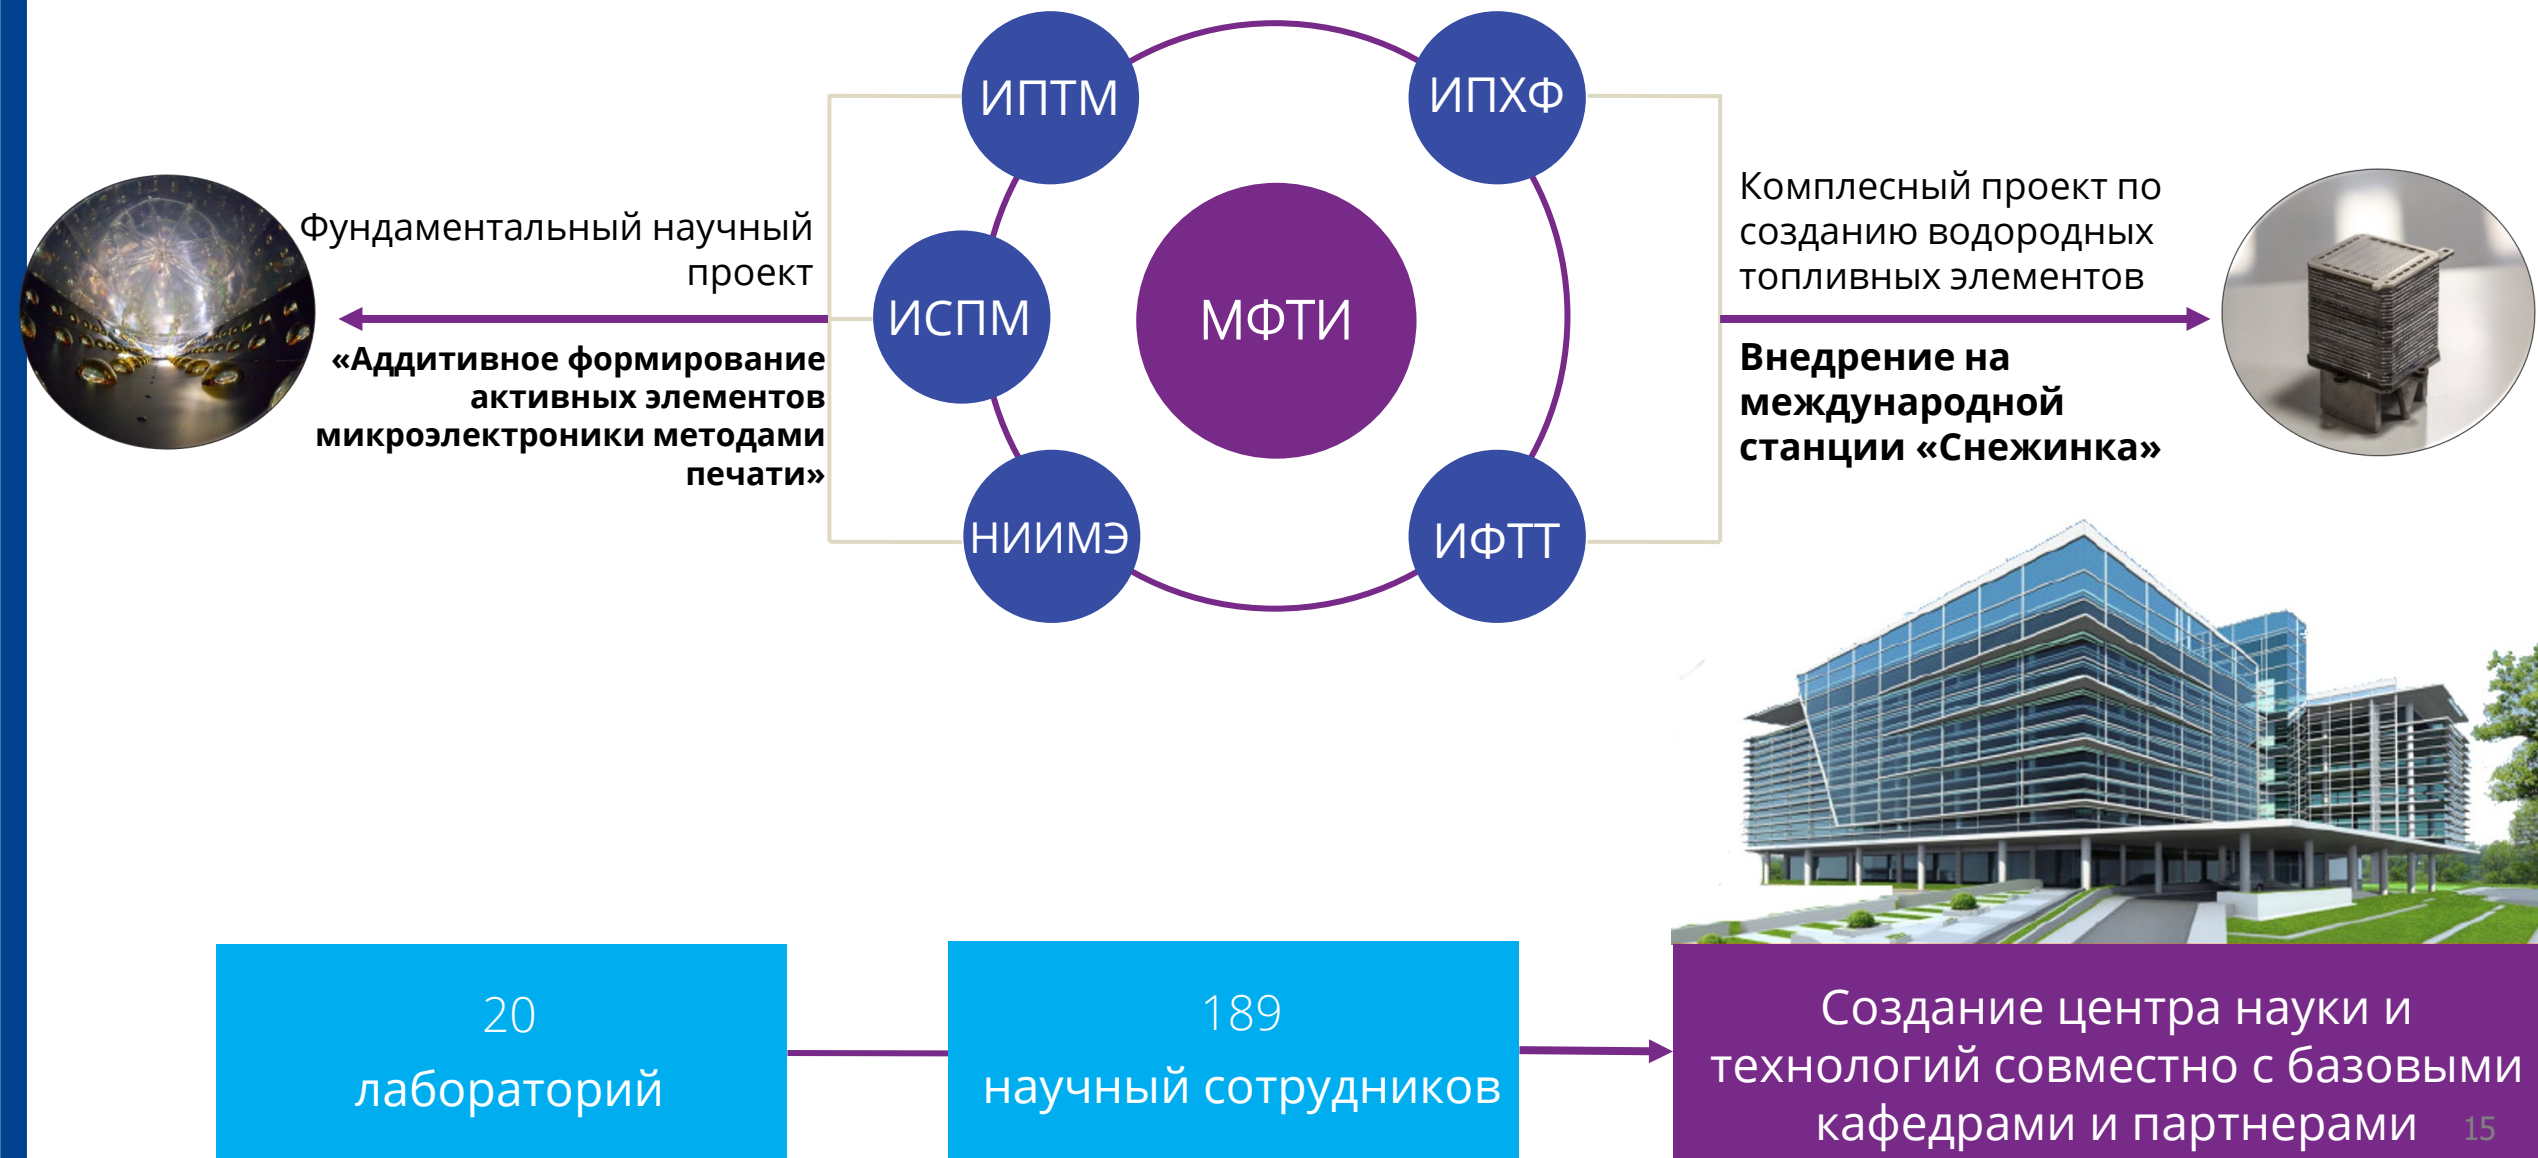 ИПТМ
ИПХФ
ИСПМ
МФТИ
НИИМЭ
ИФТТ
Фундаментальный научный
проект
«Аддитивное формирование
активных элементов
микроэлектроники методами
печати»
Комплесный проект по
созданию водородных
топливных элементов
Внедрение на
международной
станции «Снежинка»
20
лабораторий
189
научный сотрудников
Создание центра науки и
технологий совместно с базовыми
кафедрами и партнерами
15